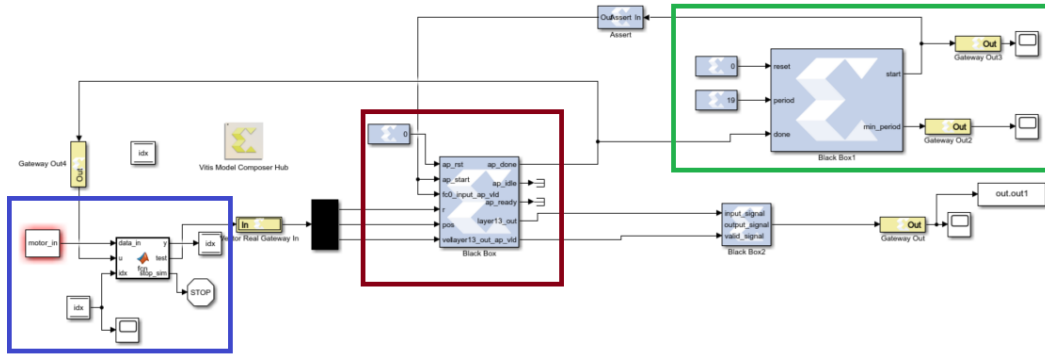 Out Assert In
Assert
Out
Gateway Out3
0
reset
start
19
period
min_period
Out
Gateway Out2
done
Black Box1
Gateway Out4
Out
idx
Vitis Model Composer Hub
0
ap_rst
ap_done
ap_start
ap_idle
fc0_input_ap_vld
ap_ready
r
layer13_out
pos
layer13_out_ap_vld
Black Box
out.out1
input_signal
output_signal
valid_signal
Black Box2
Out
Gateway Out
motor_in
data_in
y
u
test
idx
fcn
stop_sim
idx
In
Real Gateway In
STOP
idx